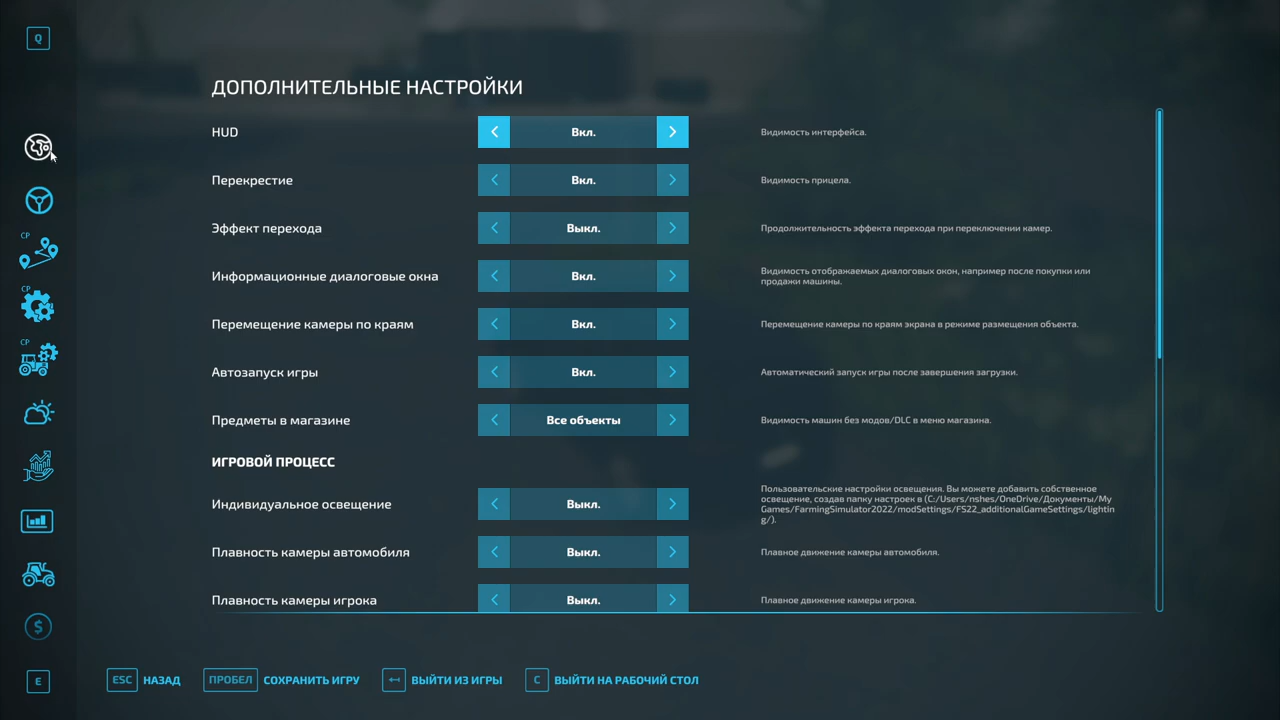 Q
ДОПОЛНИТЕЛЬНЫЕ НАСТРОЙКИ
HUD
Вкл.
Видимость интерфейса.
Перекрестие
Вкл.
Видимость прицела.
Эффект перехода
Выкл.
Продолжительность эффекта перехода при переключении камер.
CP
Информационные диалоговые окна
Вкл.
Видимость отображаемых диалоговых окон, например после покупки или
продажи машины.
CP
Перемещение камеры по краям
Вкл.
Перемещение камеры по краям экрана в режиме размещения объекта.
CP
Автозапуск игры
Вкл.
Автоматический запуск игры после завершения загрузки.
Предметы в магазине
Все объекты
Видимость машин без модов/DLC в меню магазина.
ИГРОВОЙ ПРОЦЕСС
Индивидуальное освещение
Выкл.
Пользовательские настройки освещения. Вы можете добавить собственное
освещение, создав папку настроек в (C:/Users/nshes/OneDrive/Документы/My
Games/FarmingSimulator2022/modSettings/FS22_additionalGameSettings/lightin
g/).
Плавность камеры автомобиля
Выкл.
Плавное движение камеры автомобиля.
Плавность камеры игрока
Выкл.
Плавное движение камеры игрока.
$
E
ESC НАЗАД
ПРОБЕЛ СОХРАНИТЬ ИГРУ
ВЫЙТИ ИЗ ИГРЫ
C ВЫЙТИ НА РАБОЧИЙ СТОЛ